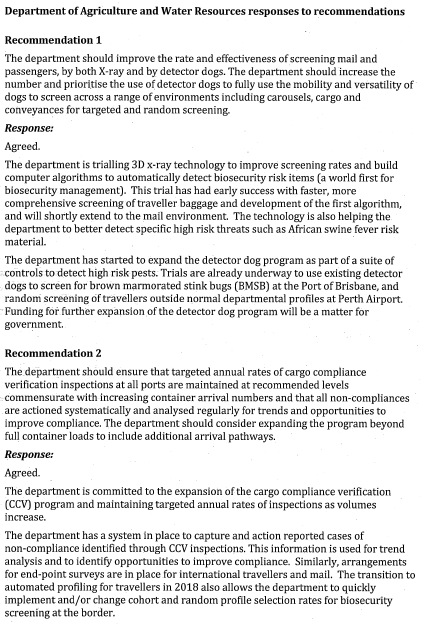 Department of Agriculture and Water Resources responses to recommendations
Recommendation 1
The department should improve the rate and effectiveness of screening mail and
passengers, by both X-ray and by detector dogs. The department should increase the
number and prioritise the use of detector dogs to fully use the mobility and versatility of
dogs to screen across a range of environments including carousels, cargo and
conveyances for targeted and random screening.
Response:
Agreed.
The department is trialling 3D x-ray technology to improve screening rates and build
computer algorithms to automatically detect biosecurity risk items (a world first for
biosecurity management). This trial has had early success with faster, more
comprehensive screening of traveller baggage and development of the first algorithm,
and will shortly extend to the mail environment. The technology is also helping the
department to better detect specific high risk threats such as African swine fever risk
material.
The department has started to expand the detector dog program as part of a suite of
controls to detect high risk pests. Trials are already underway to use existing detector
dogs to screen for brown marmorated stink bugs (BMSB) at the Port of Brisbane, and
random screening of travellers outside normal departmental profiles at Perth Airport.
Funding for further expansion of the detector dog program will be a matter for
government.
Recommendation 2
The department should ensure that targeted annual rates of cargo compliance
verification inspections at all ports are maintained at recommended levels
commensurate with increasing container arrival numbers and that all non-compliances
are actioned systematically and analysed regularly for trends and opportunities to
improve compliance. The department should consider expanding the program beyond
full container loads to include additional arrival pathways.
Response:
Agreed.
The department is committed to the expansion of the cargo compliance verification
(CCV) program and maintaining targeted annual rates of inspections as volumes
increase.
The department has a system in place to capture and action reported cases of
non-compliance identified through CCV inspections. This information is used for trend
analysis and to identify opportunities to improve compliance. Similarly, arrangements
for end-point surveys are in place for international travellers and mail. The transition to
automated profiling for travellers in 2018 also allows the department to quickly
implement and/or change cohort and random profile selection rates for biosecurity
screening at the border.